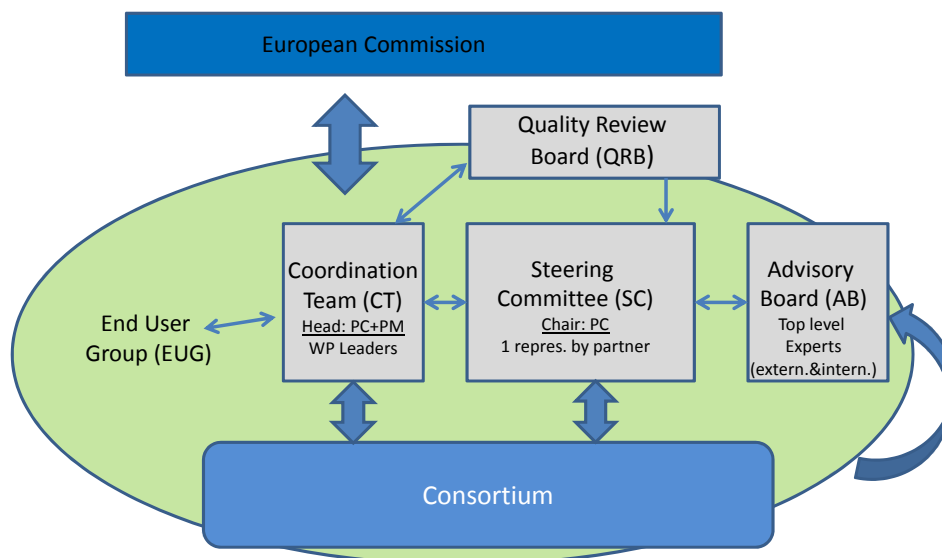 European Commission
Quality Review
Board (QRB)
Coordination
Team (CT)
Head: PC+PM
WP Leaders
Steering
Committee (SC)
Chair: PC
1 repres. by partner
Advisory
Board (AB)
Top level
Experts
(extern.&intern.)
End User
Group (EUG)
Consortium